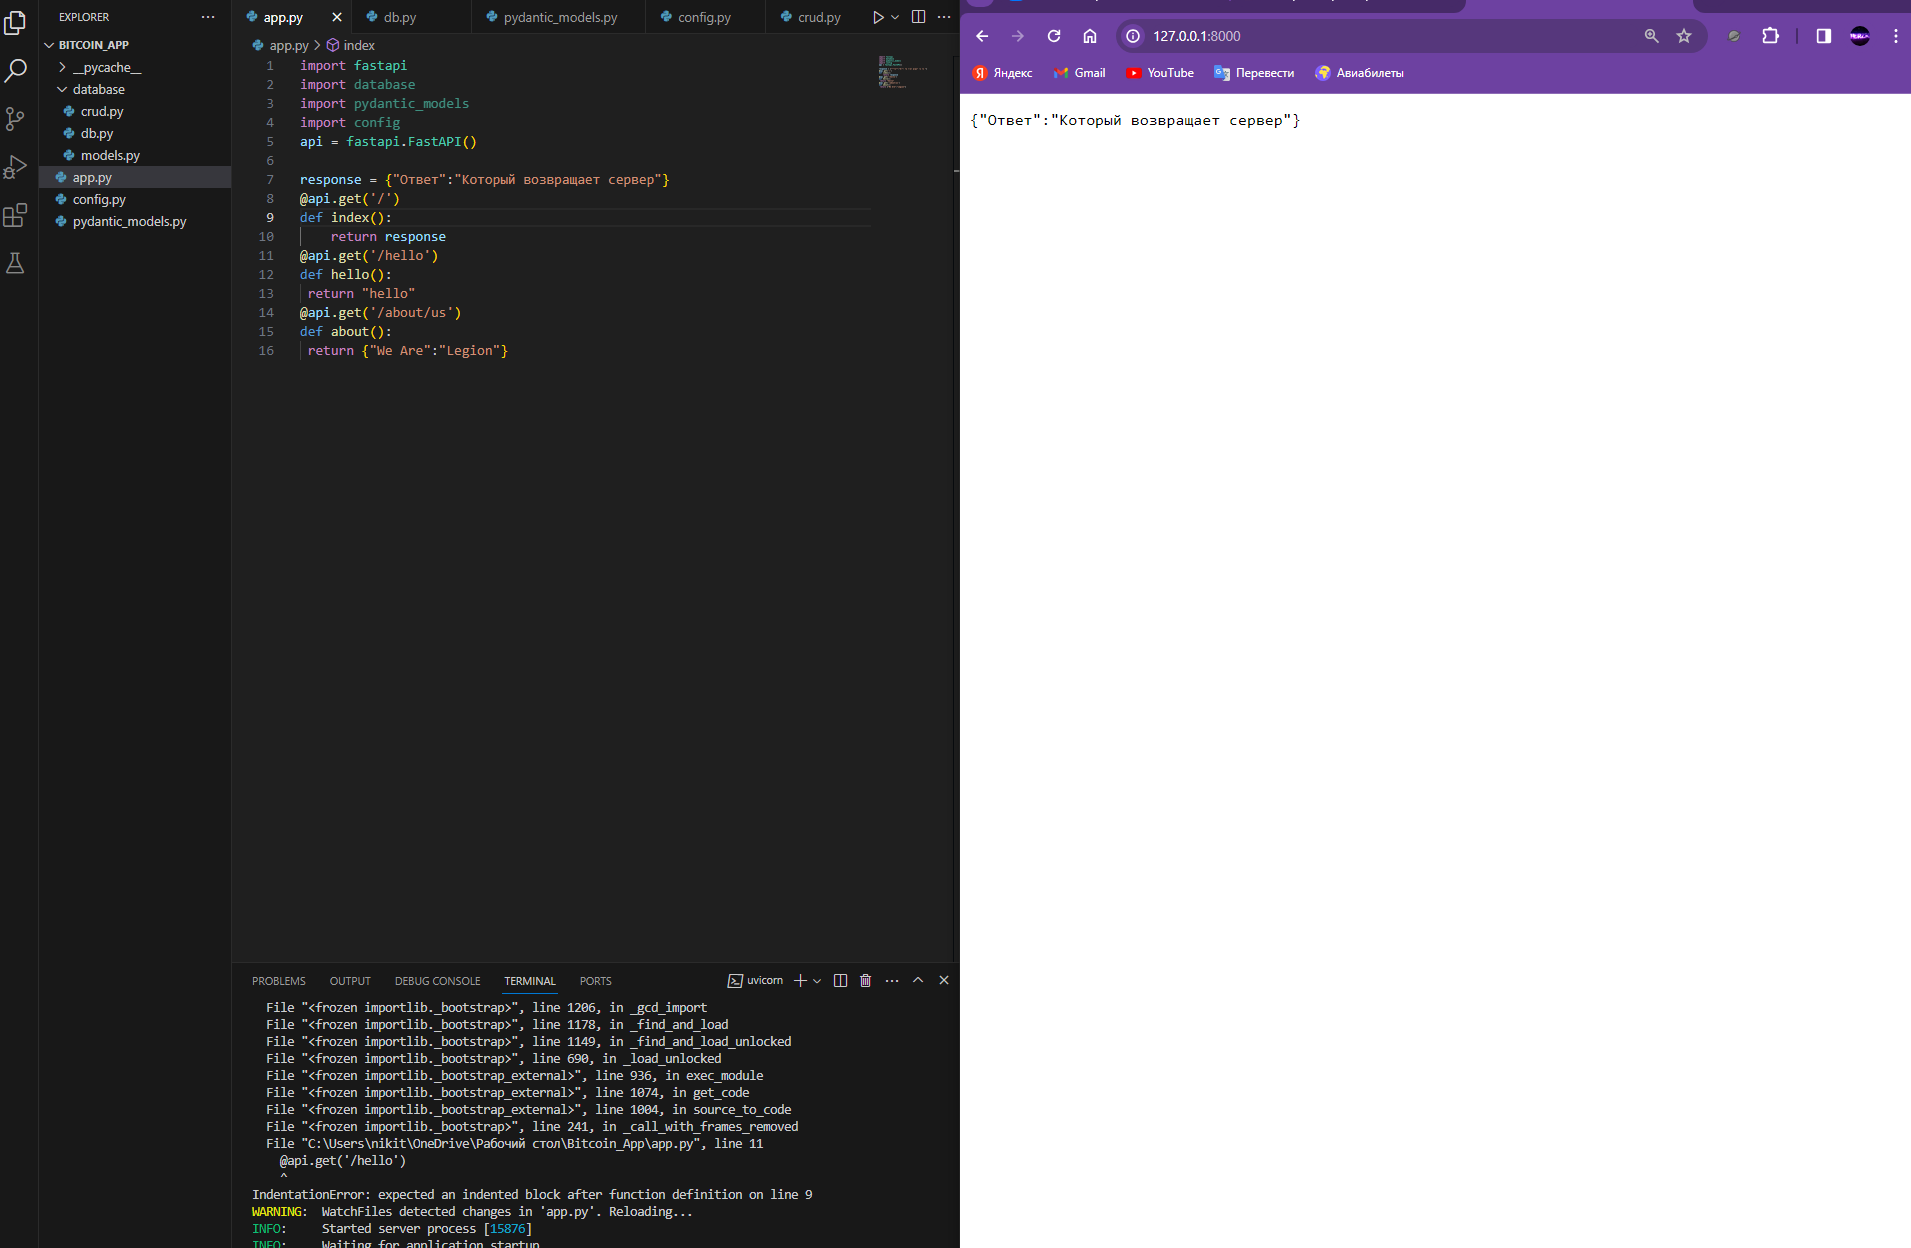 EXPLORER
BITCOIN_APP
__pycache__
database
crud.py
db.py
models.py
app.py
config.py
pydantic_models.py
app.py
db.py
pydantic_models.py
config.py
crud.py
app.py > index
1 import fastapi
2 import database
3 import pydantic_models
4 import config
5 api = fastapi.FastAPI()
6
7 response = {"Ответ":"Который возвращает сервер"}
8 @api.get('/')
9 def index():
10 return response
11 @api.get('/hello')
12 def hello():
13 return "hello"
14 @api.get('/about/us')
15 def about():
16 return {"We Are":"Legion"}
PROBLEMS
OUTPUT
DEBUG CONSOLE
TERMINAL
PORTS
uvicorn
File "<frozen importlib._bootstrap>", line 1206, in _gcd_import
File "<frozen importlib._bootstrap>", line 1178, in _find_and_load
File "<frozen importlib._bootstrap>", line 1149, in _find_and_load_unlocked
File "<frozen importlib._bootstrap>", line 690, in _load_unlocked
File "<frozen importlib._bootstrap_external>", line 936, in exec_module
File "<frozen importlib._bootstrap_external>", line 1074, in get_code
File "<frozen importlib._bootstrap_external>", line 1004, in source_to_code
File "<frozen importlib._bootstrap>", line 241, in _call_with_frames_removed
File "C:\Users\nikit\OneDrive\Рабочий стол\Bitcoin_App\app.py", line 11
@api.get('/hello')
^
IndentationError: expected an indented block after function definition on line 9
WARNING: WatchFiles detected changes in 'app.py'. Reloading...
INFO: Started server process [15876]
INFO: Waiting for application startup
127.0.0.1:8000
Яндекс
Gmail
YouTube
Перевести
Авиабилеты
{"Ответ":"Который возвращает сервер"}